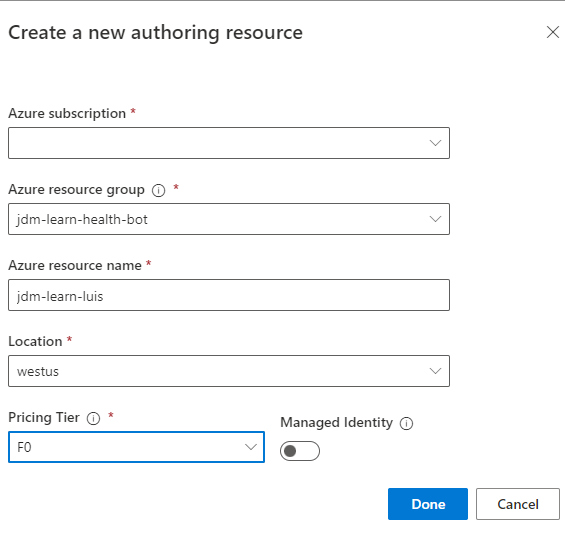 Create a new authoring resource
Azure subscription *
Azure resource group *
jdm-learn-health-bot
Azure resource name *
jdm-learn-luis
Location *
westus
Pricing Tier * Managed Identity
F0
Done Cancel